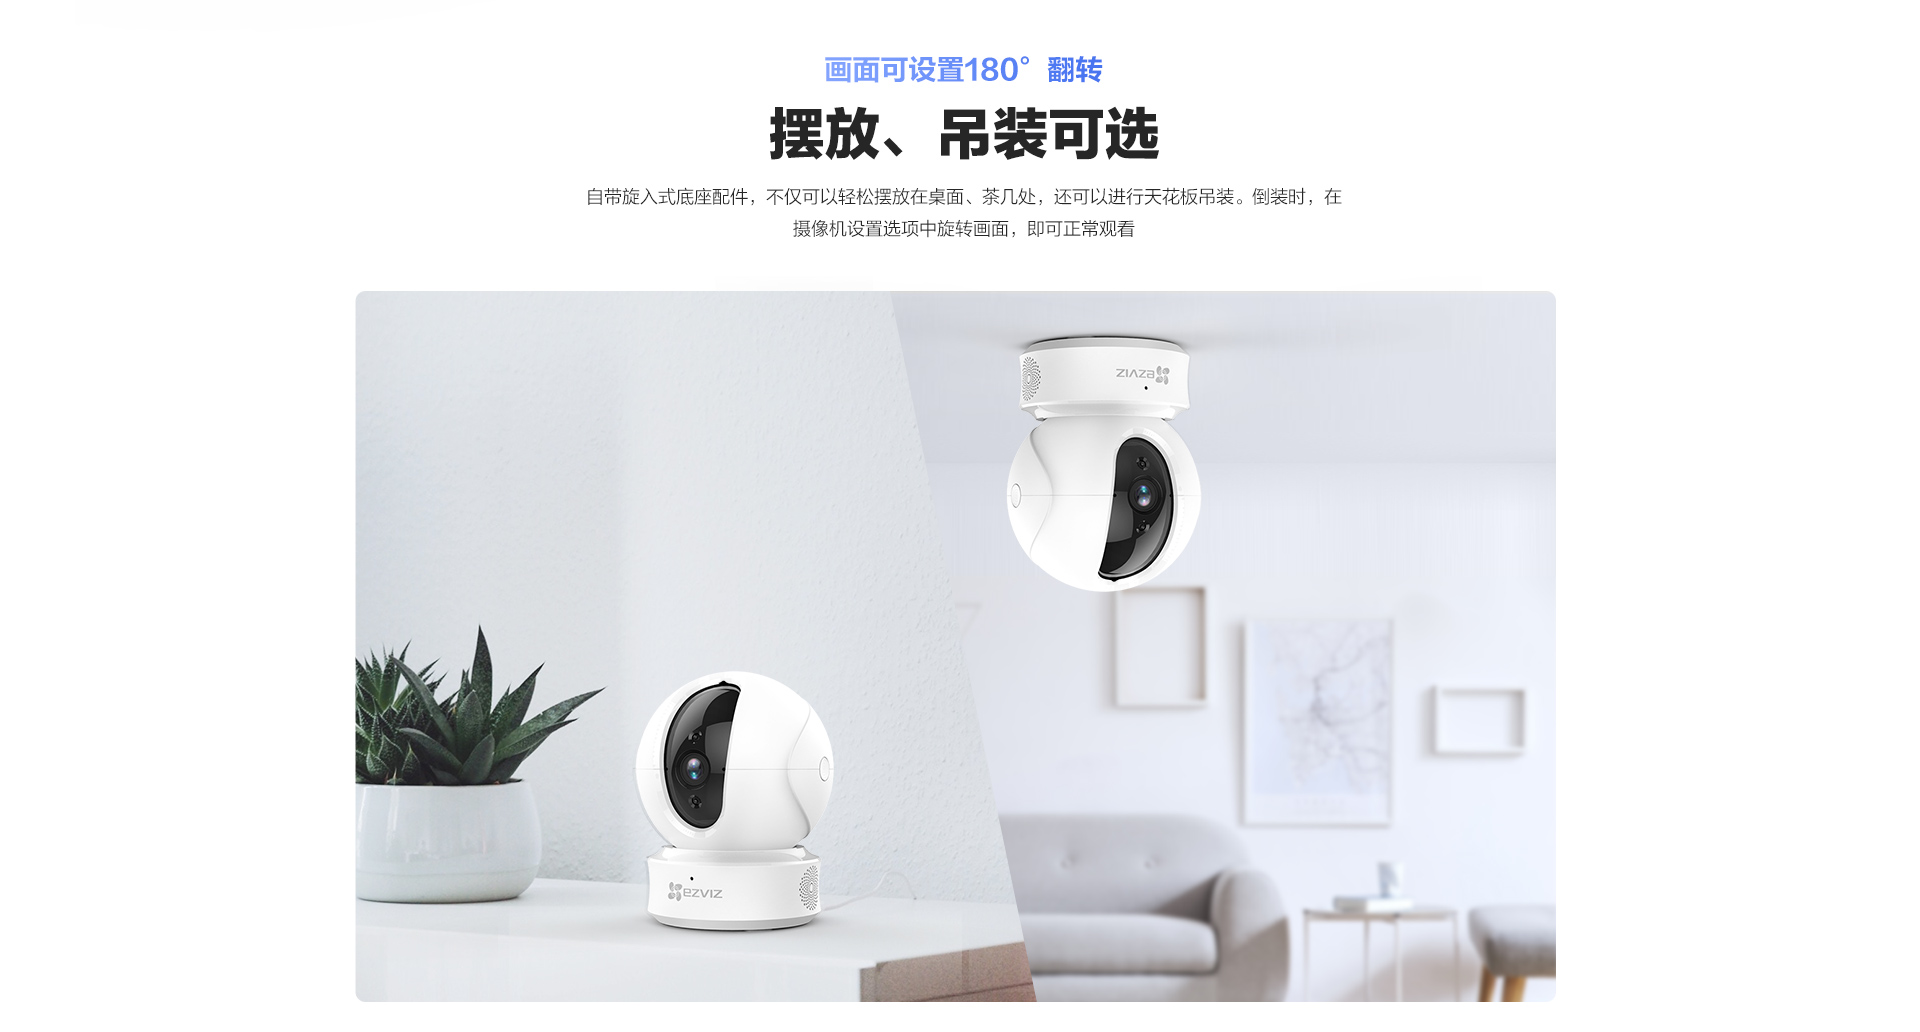 画面可设置180°翻转
摆放、吊装可选
自带旋入式底座配件，不仅可以轻松摆放在桌面、茶几处，还可以进行天花板吊装。倒装时，在
摄像机设置选项中旋转画面，即可正常观看
ezviz
ezviz